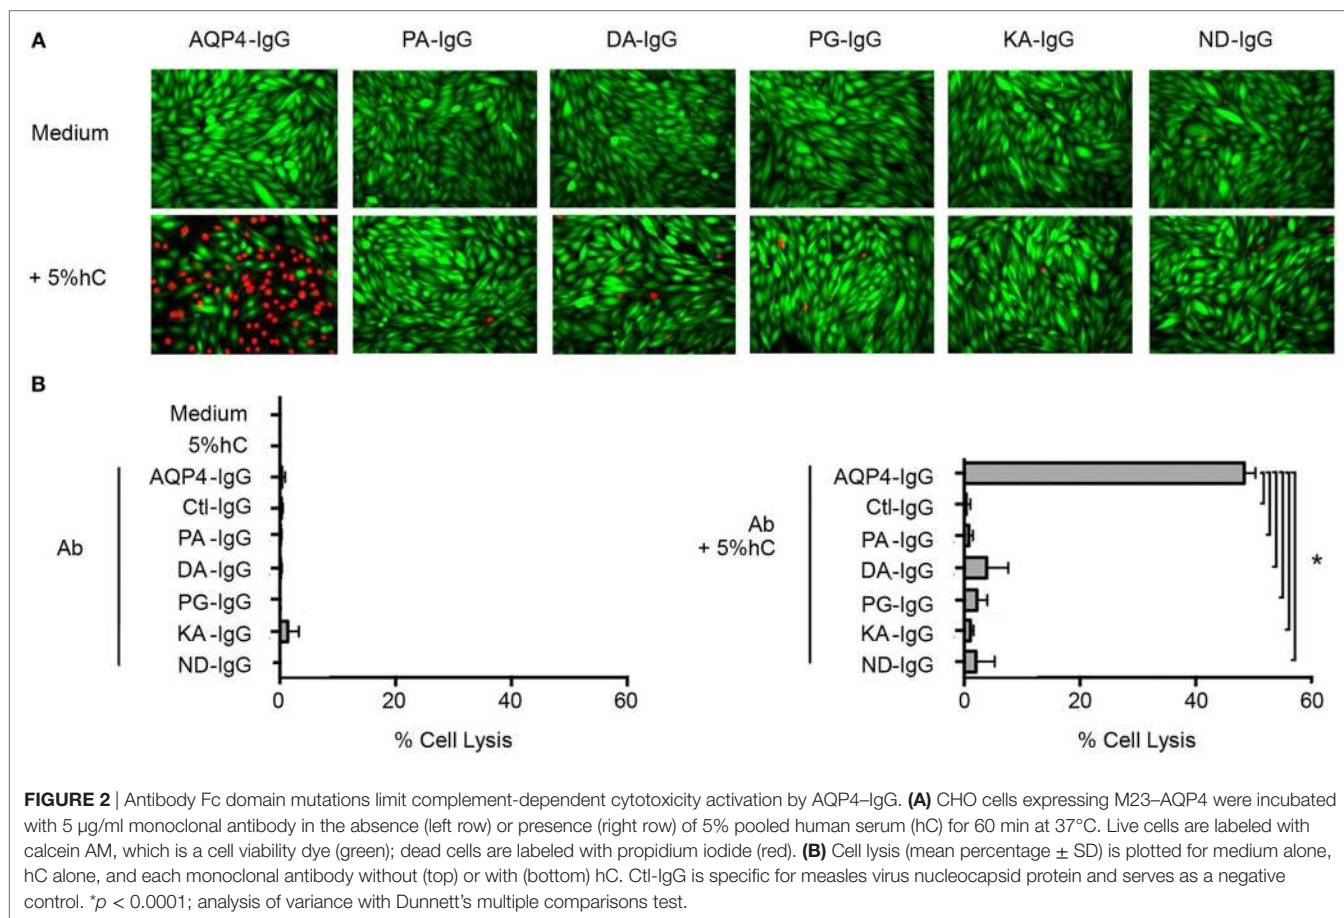 A
AQP4-IgG PA-IgG DA-IgG PG-IgG KA-IgG ND-IgG
Medium
+ 5%hC
B
Medium
5%hC
AQP4-IgG
Ctl-IgG
PA-IgG
DA-IgG
PG-IgG
KA-IgG
ND-IgG
Ab
0 20 40 60
% Cell Lysis
AQP4-IgG
Ctl-IgG
PA-IgG
DA-IgG
PG-IgG
KA-IgG
ND-IgG
Ab
+ 5%hC
*
0 20 40 60
% Cell Lysis
FIGURE 2 | Antibody Fc domain mutations limit complement-dependent cytotoxicity activation by AQP4–IgG. (A) CHO cells expressing M23–AQP4 were incubated
with 5 μg/ml monoclonal antibody in the absence (left row) or presence (right row) of 5% pooled human serum (hC) for 60 min at 37°C. Live cells are labeled with
calcein AM, which is a cell viability dye (green); dead cells are labeled with propidium iodide (red). (B) Cell lysis (mean percentage ± SD) is plotted for medium alone,
hC alone, and each monoclonal antibody without (top) or with (bottom) hC. Ctl-IgG is specific for measles virus nucleocapsid protein and serves as a negative
control. *p < 0.0001; analysis of variance with Dunnett's multiple comparisons test.